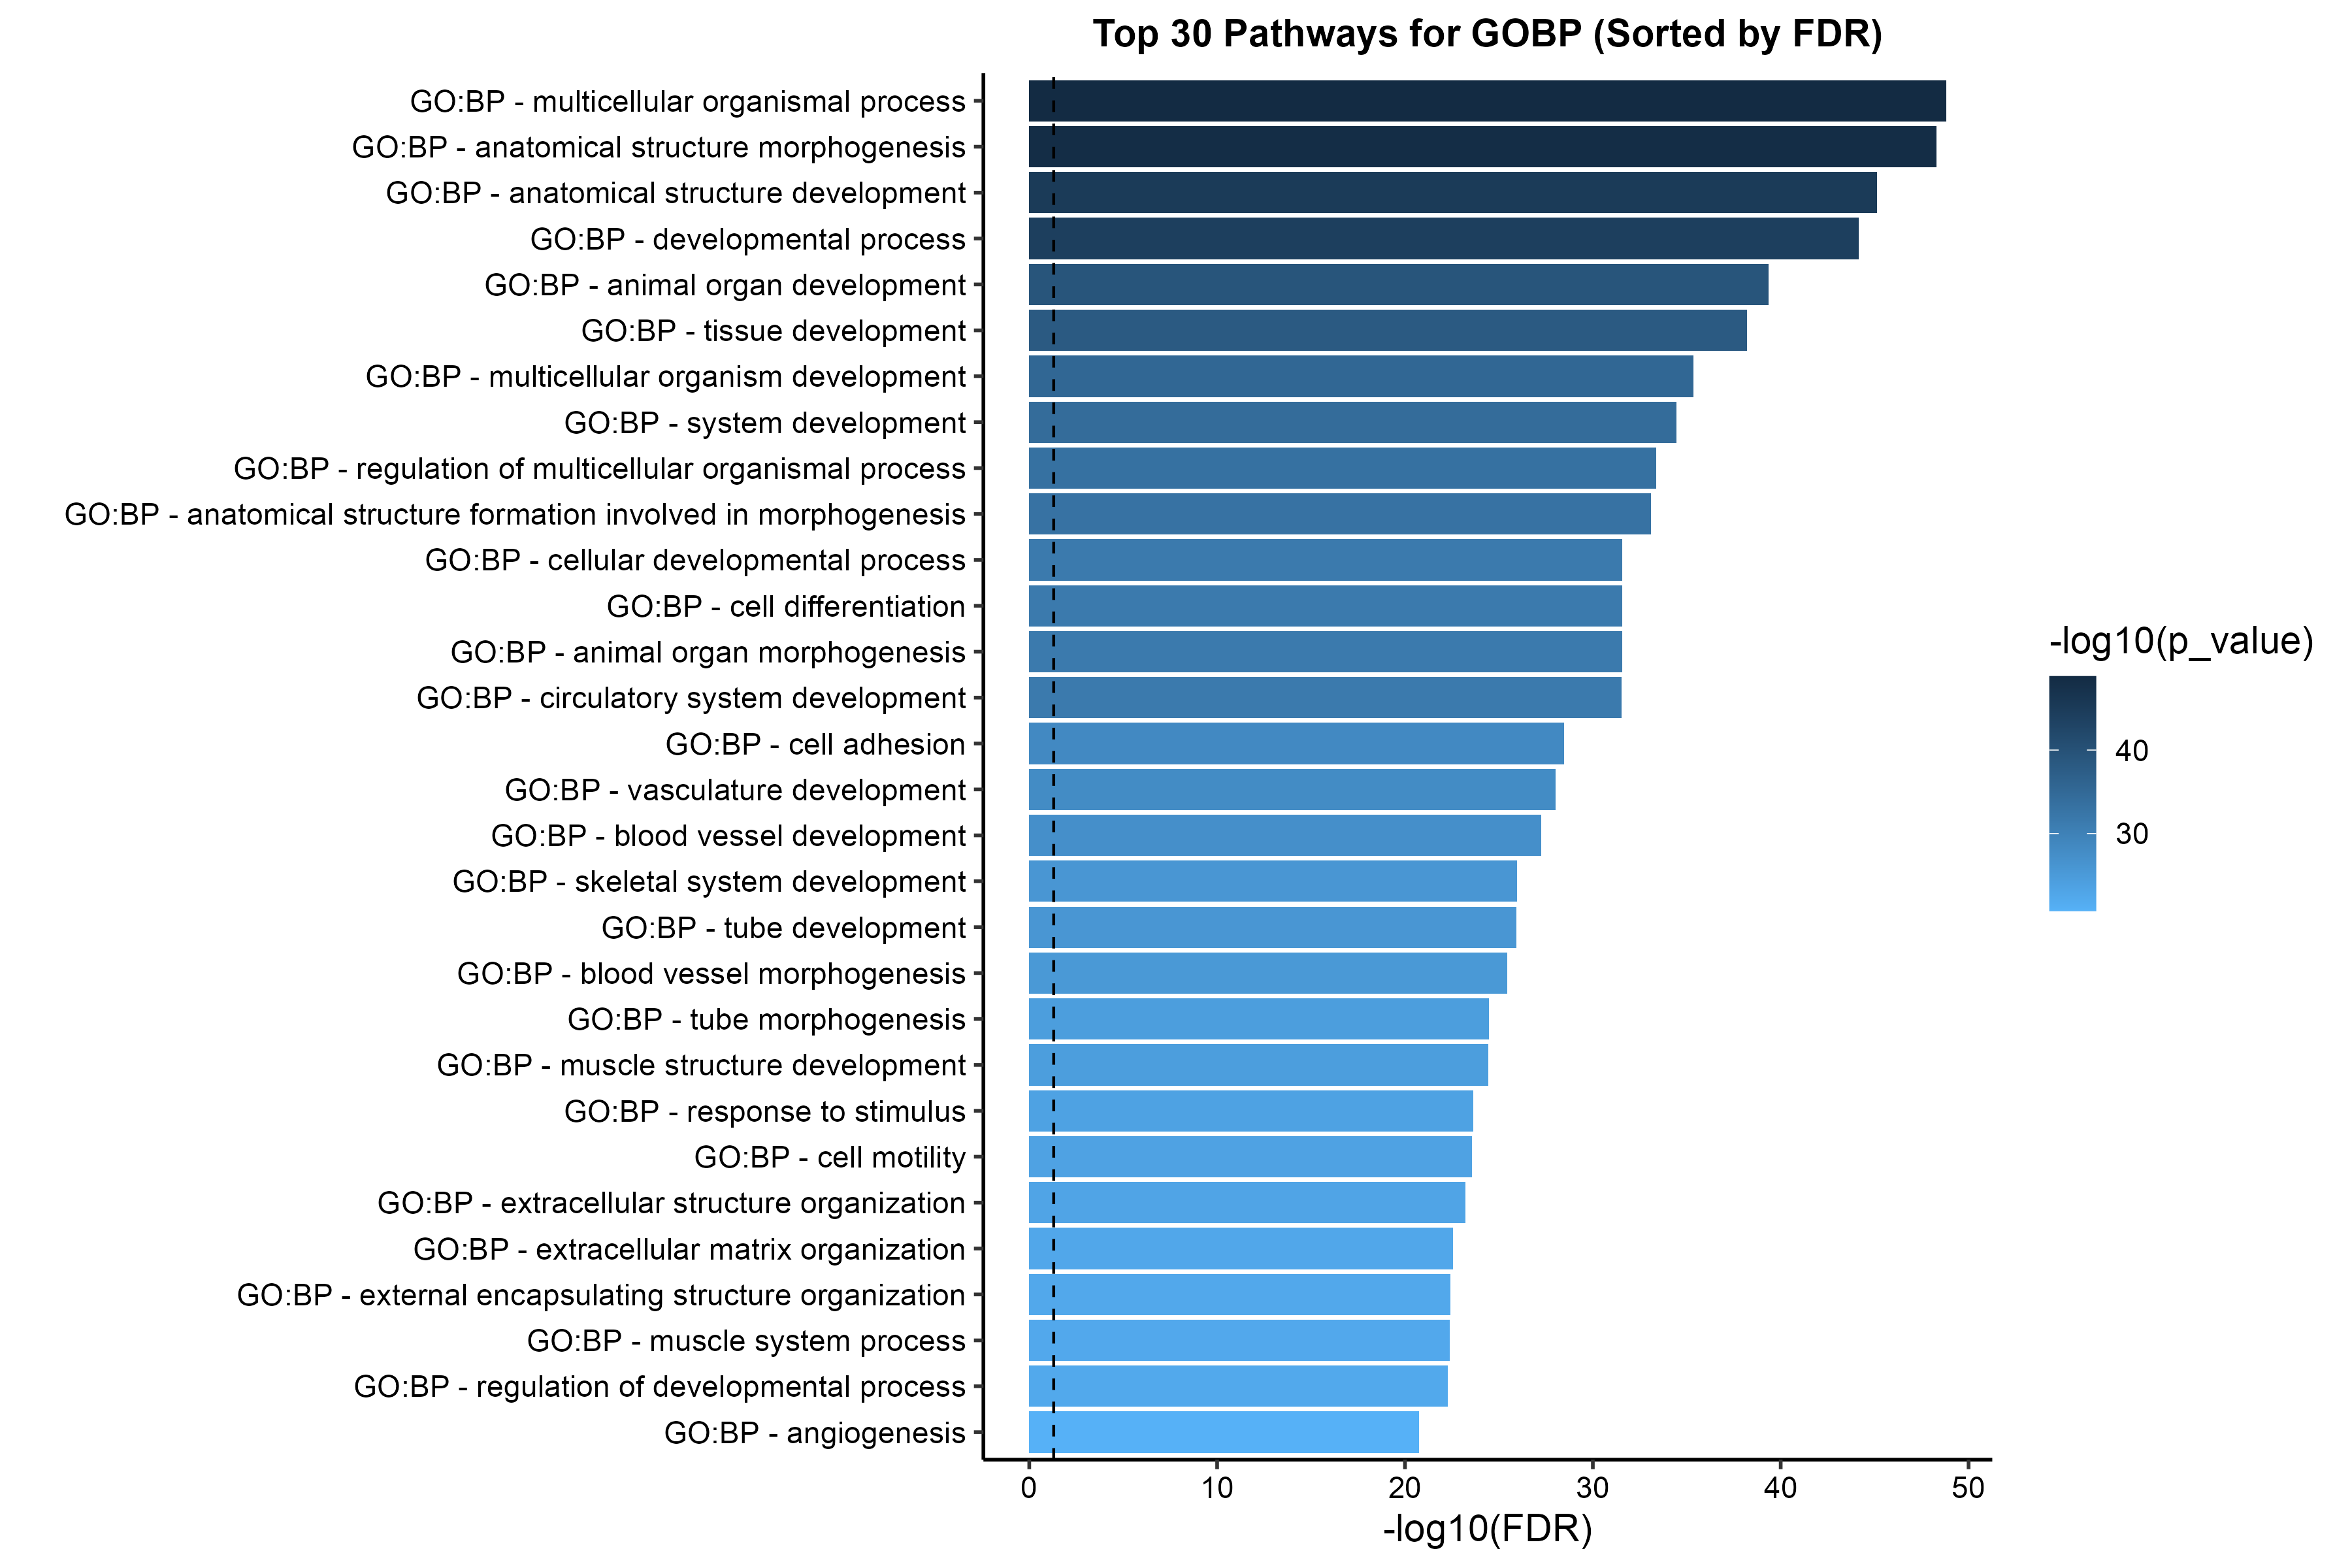 Top 30 Pathways for GOBP (Sorted by FDR)
GO:BP - multicellular organismal process
GO:BP - anatomical structure morphogenesis
GO:BP - anatomical structure development
GO:BP - developmental process
GO:BP - animal organ development
GO:BP - tissue development
GO:BP - multicellular organism development
GO:BP - system development
GO:BP - regulation of multicellular organismal process
GO:BP - anatomical structure formation involved in morphogenesis
GO:BP - cellular developmental process
GO:BP - cell differentiation
GO:BP - animal organ morphogenesis
GO:BP - circulatory system development
GO:BP - cell adhesion
GO:BP - vasculature development
GO:BP - blood vessel development
GO:BP - skeletal system development
GO:BP - tube development
GO:BP - blood vessel morphogenesis
GO:BP - tube morphogenesis
GO:BP - muscle structure development
GO:BP - response to stimulus
GO:BP - cell motility
GO:BP - extracellular structure organization
GO:BP - extracellular matrix organization
GO:BP - external encapsulating structure organization
GO:BP - muscle system process
GO:BP - regulation of developmental process
GO:BP - angiogenesis
0 10 20 30 40 50
-log10(FDR)
-log10(p_value)
40
30